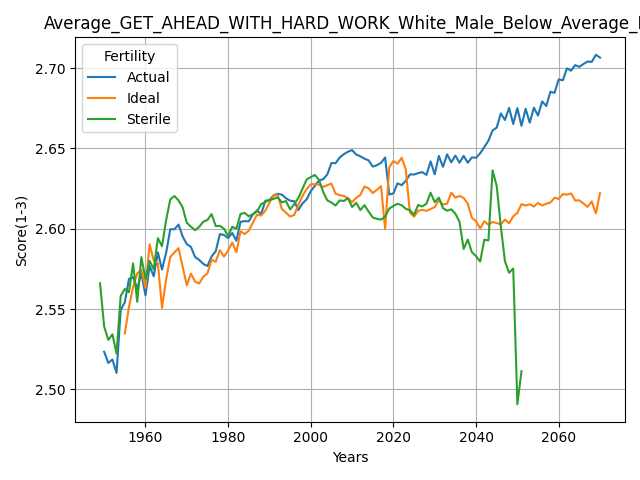 Average_GET_AHEAD_WITH_HARD_WORK_White_Male_Below_Average_
Fertility
Actual
Ideal
Sterile
Score(1-3)
2.70
2.65
2.60
2.55
2.50
1960 1980 2000 2020 2040 2060
Years